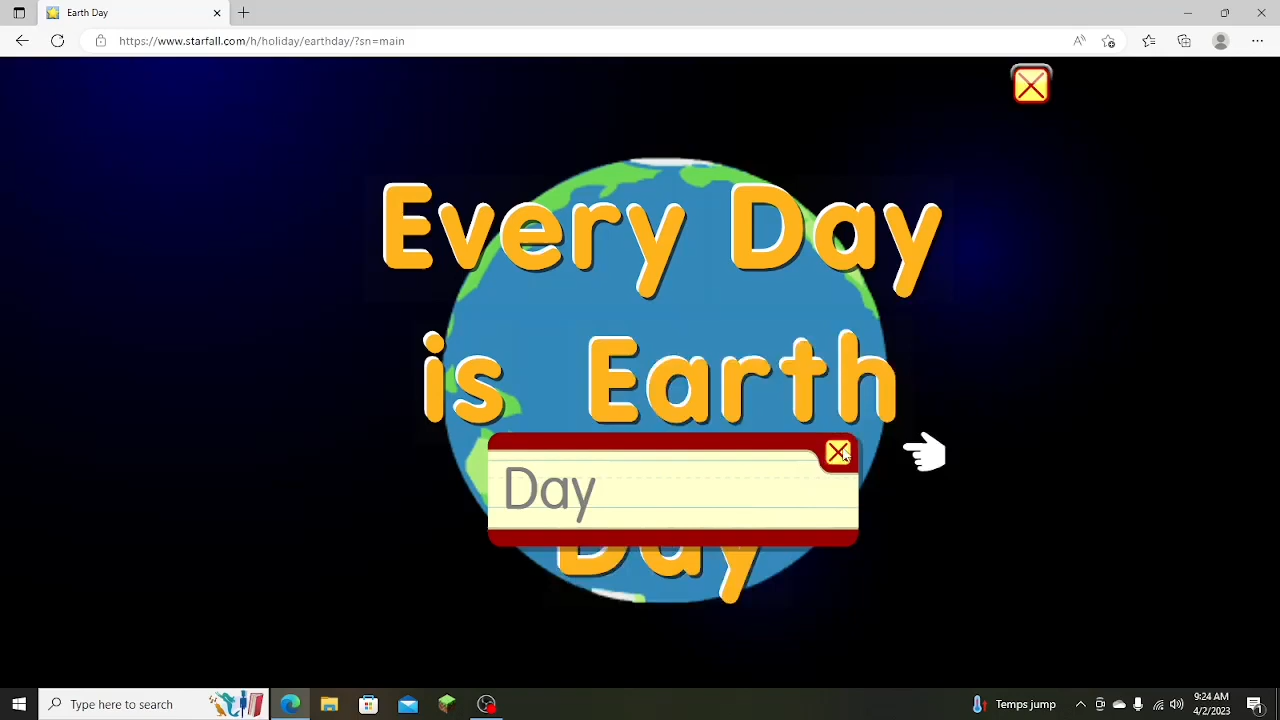 Earth Day
https://www.starfall.com/h/holiday/earthday/?sn=main
Every Day
is Earth
Day
Day
Type here to search
Temps jump
9:24 AM
4/2/2023